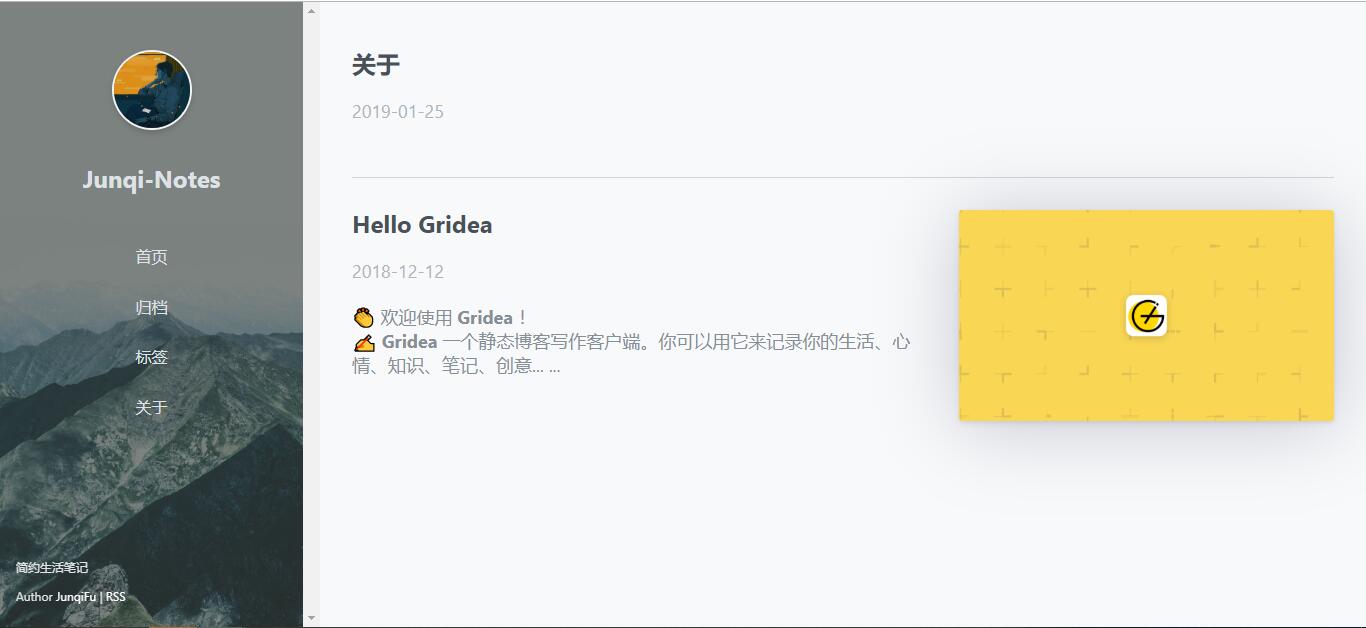 Junqi-Notes
首页
归档
标签
关于
简约生活笔记
Author JunqiFu | RSS
关于
2019-01-25
Hello Gridea
2018-12-12
👏 欢迎使用 Gridea！
✍️ Gridea 一个静态博客写作客户端。你可以用它来记录你的生活、心
情、知识、笔记、创意... ...